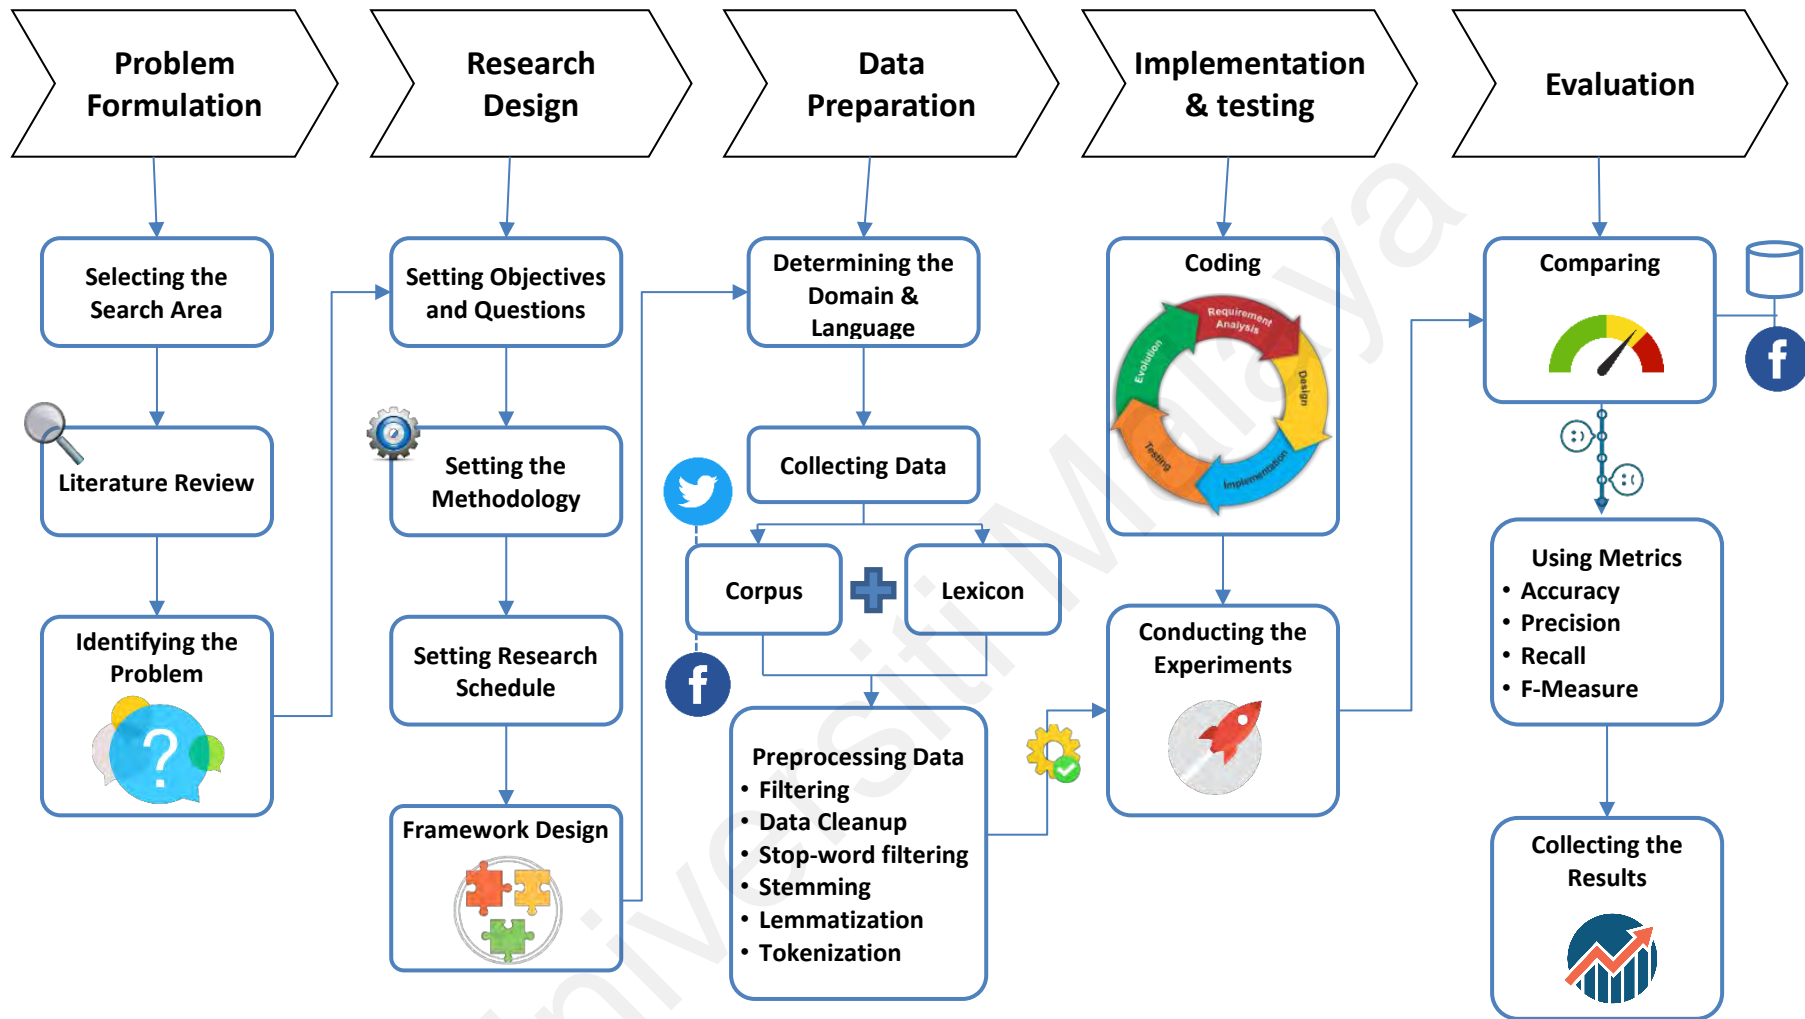 Problem
Formulation
Research
Design
Data
Preparation
Implementation
& testing
Evaluation
Selecting the
Search Area
Literature Review
Identifying the
Problem
?
Setting Objectives
and Questions
Setting the
Methodology
Setting Research
Schedule
Framework Design
Determining the
Domain &
Language
Collecting Data
Corpus
Lexicon
f
Preprocessing Data
• Filtering
• Data Cleanup
• Stop-word filtering
• Stemming
• Lemmatization
• Tokenization
Coding
Requirement
Analysis
Design
Implementation
Testing
Evolution
Conducting the
Experiments
Comparing
f
Using Metrics
• Accuracy
• Precision
• Recall
• F-Measure
Collecting the
Results
niversiti Malaya